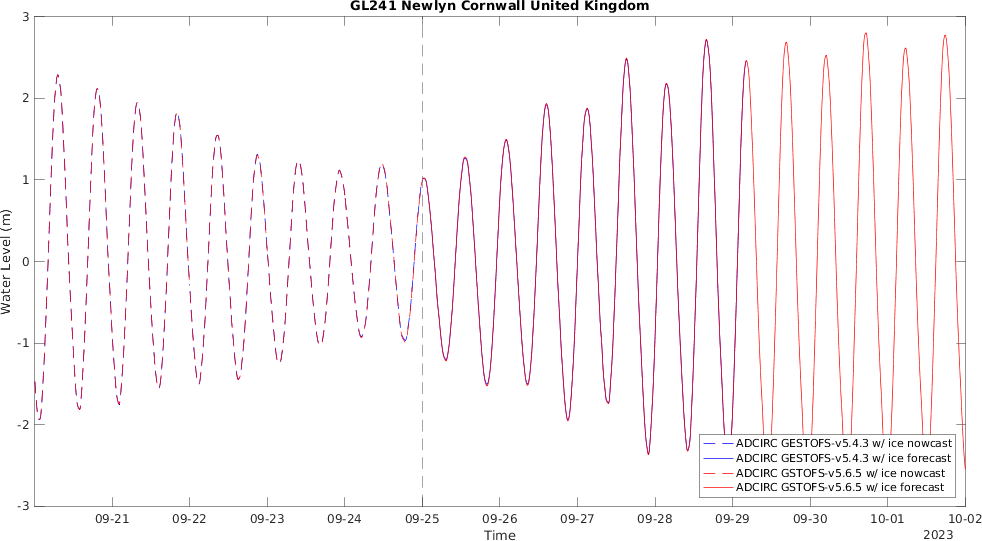 GL241 Newlyn Cornwall United Kingdom
3
2
1
0
-1
-2
-3
Water Level (m)
ADCIRC GESTOFS-v5.4.3 w/ ice nowcast
ADCIRC GESTOFS-v5.4.3 w/ ice forecast
ADCIRC GSTOFS-v5.6.5 w/ ice nowcast
ADCIRC GSTOFS-v5.6.5 w/ ice forecast
09-21 09-22 09-23 09-24 09-25 09-26 09-27 09-28 09-29 09-30 10-01 10-02
Time
2023